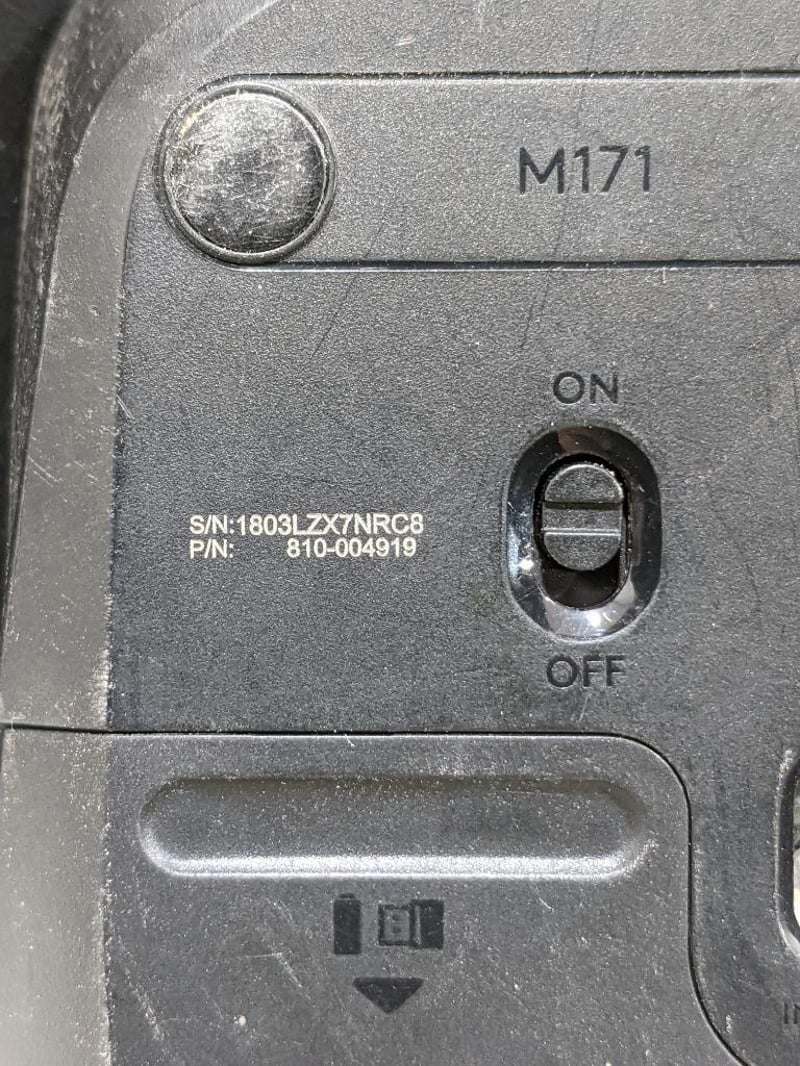 M171
ON
S/N:1803LZX7NRC8
P/N: 810-004919
OFF